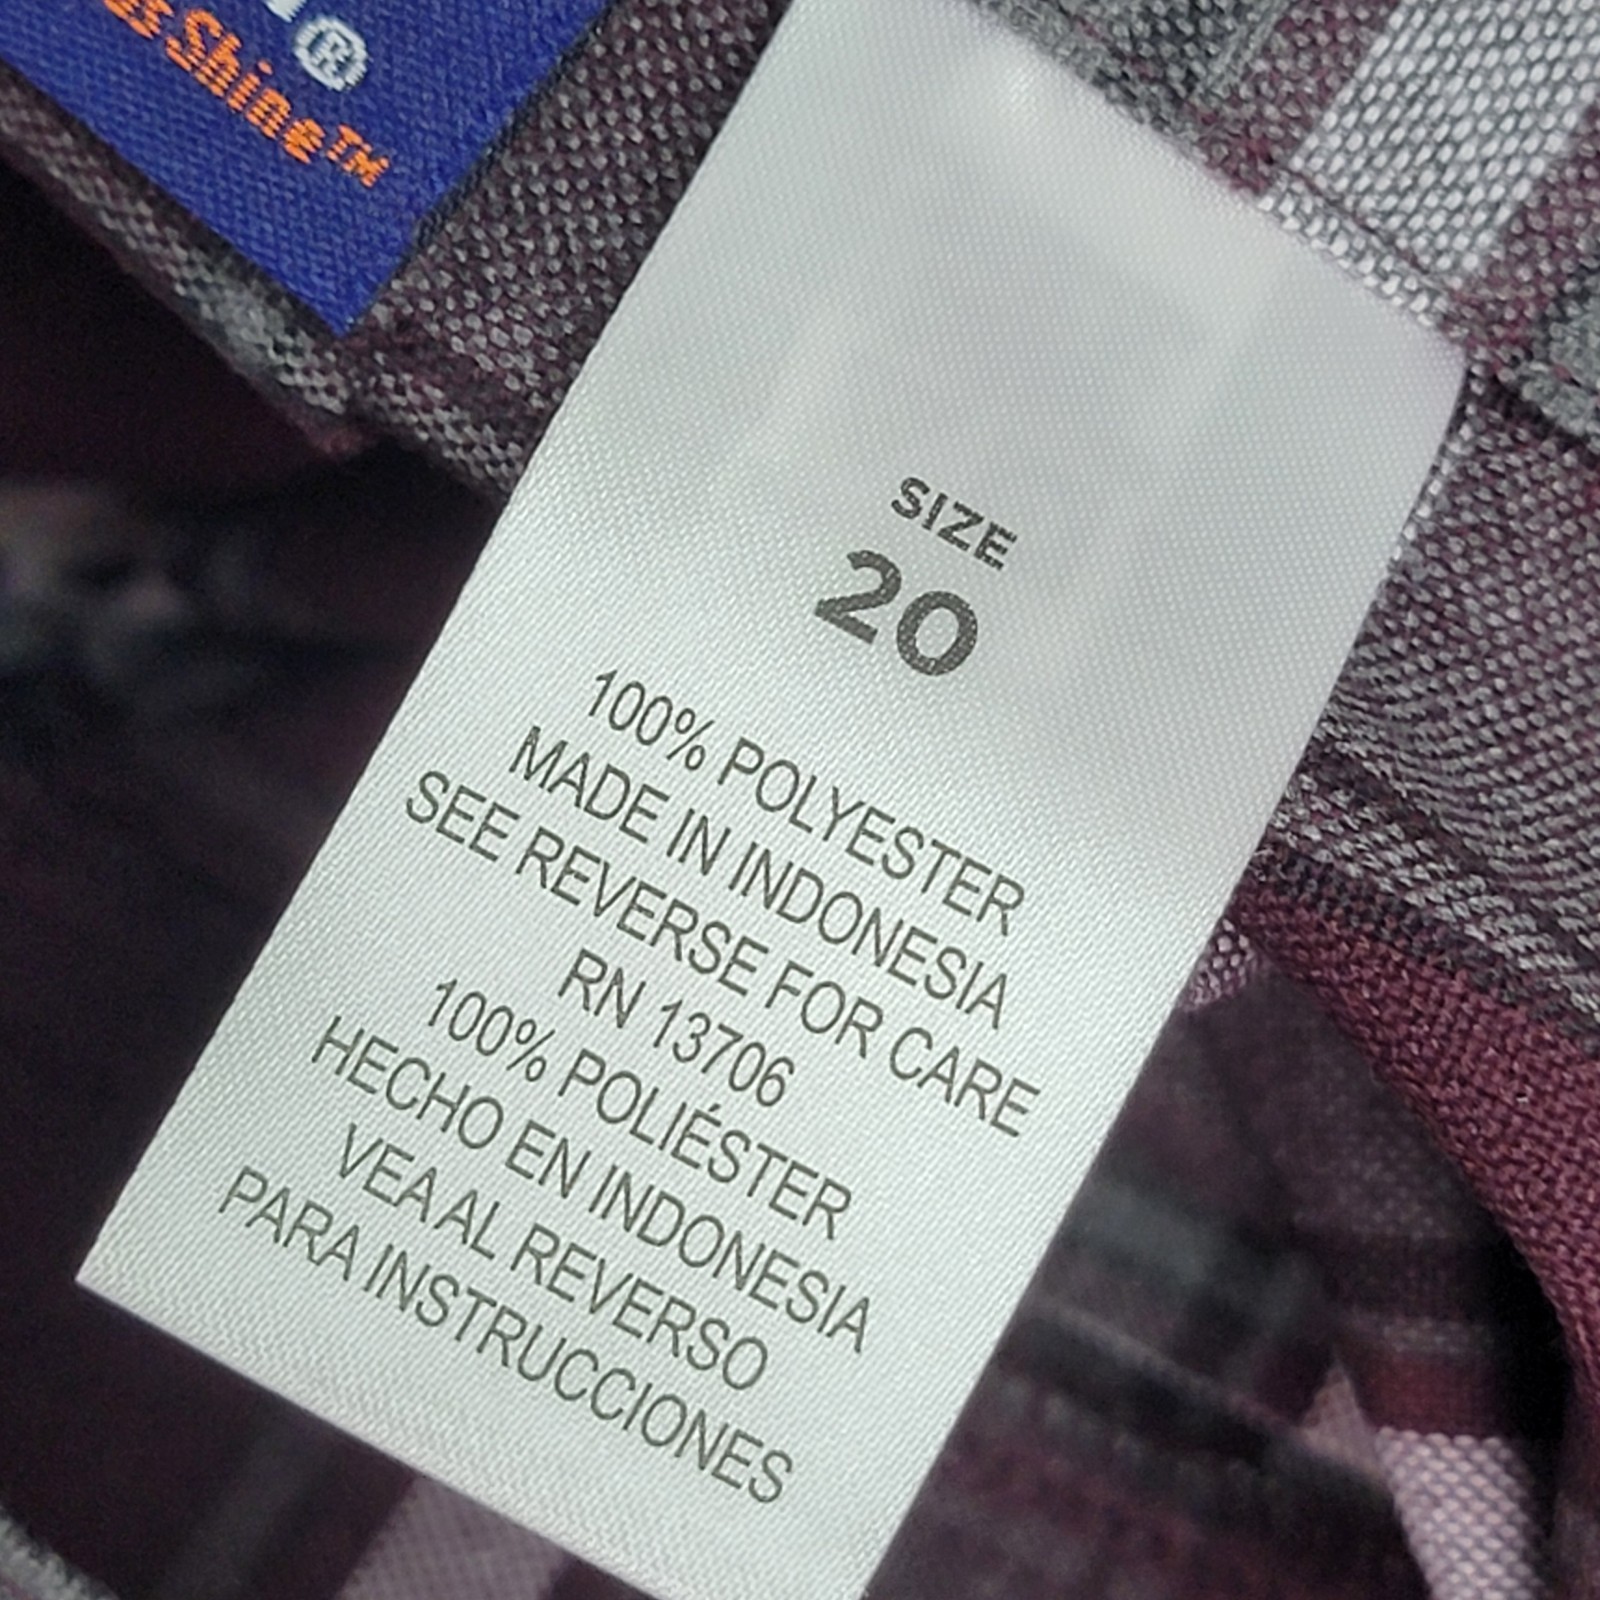 ®
Shine™
SIZE
20
100% POLYESTER
MADE IN INDONESIA
SEE REVERSE FOR CARE
RN 13706
100% POLIÉSTER
HECHO EN INDONESIA
VEA AL REVERSO
PARA INSTRUCCIONES